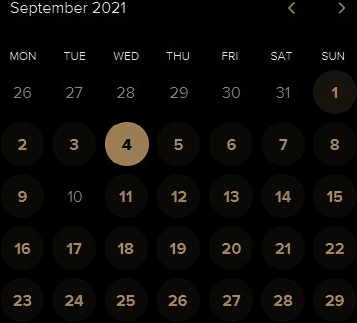 September 2021
MON TUE WED THU FRI SAT SUN
26 27 28 29 30 31 1
2 3 4 5 6 7 8
9 10 11 12 13 14 15
16 17 18 19 20 21 22
23 24 25 26 27 28 29